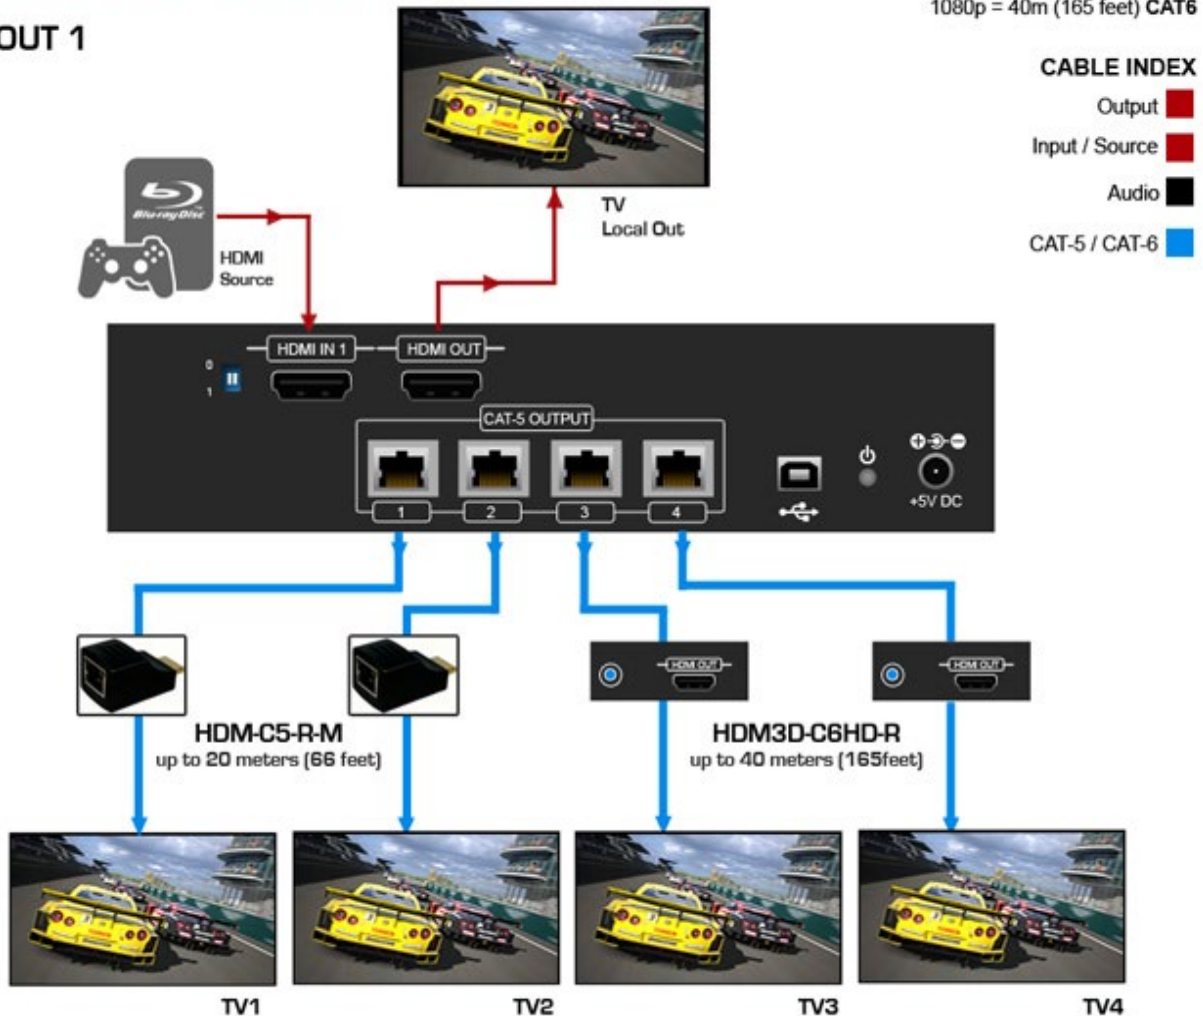 OUT 1
1080p = 40m (165 feet) CAT6
CABLE INDEX
Output
Input / Source
Audio
CAT-5 / CAT-6
Blu-ray Disc
HDMI
Source
TV
Local Out
HDMI IN 1
HDMI OUT
0
1
CAT-5 OUTPUT
1
2
3
4
+5V DC
HDMI OUT
HDMI OUT
HDM-C5-R-M
up to 20 meters (66 feet)
HDM3D-C6HD-R
up to 40 meters (165feet)
TV1
TV2
TV3
TV4